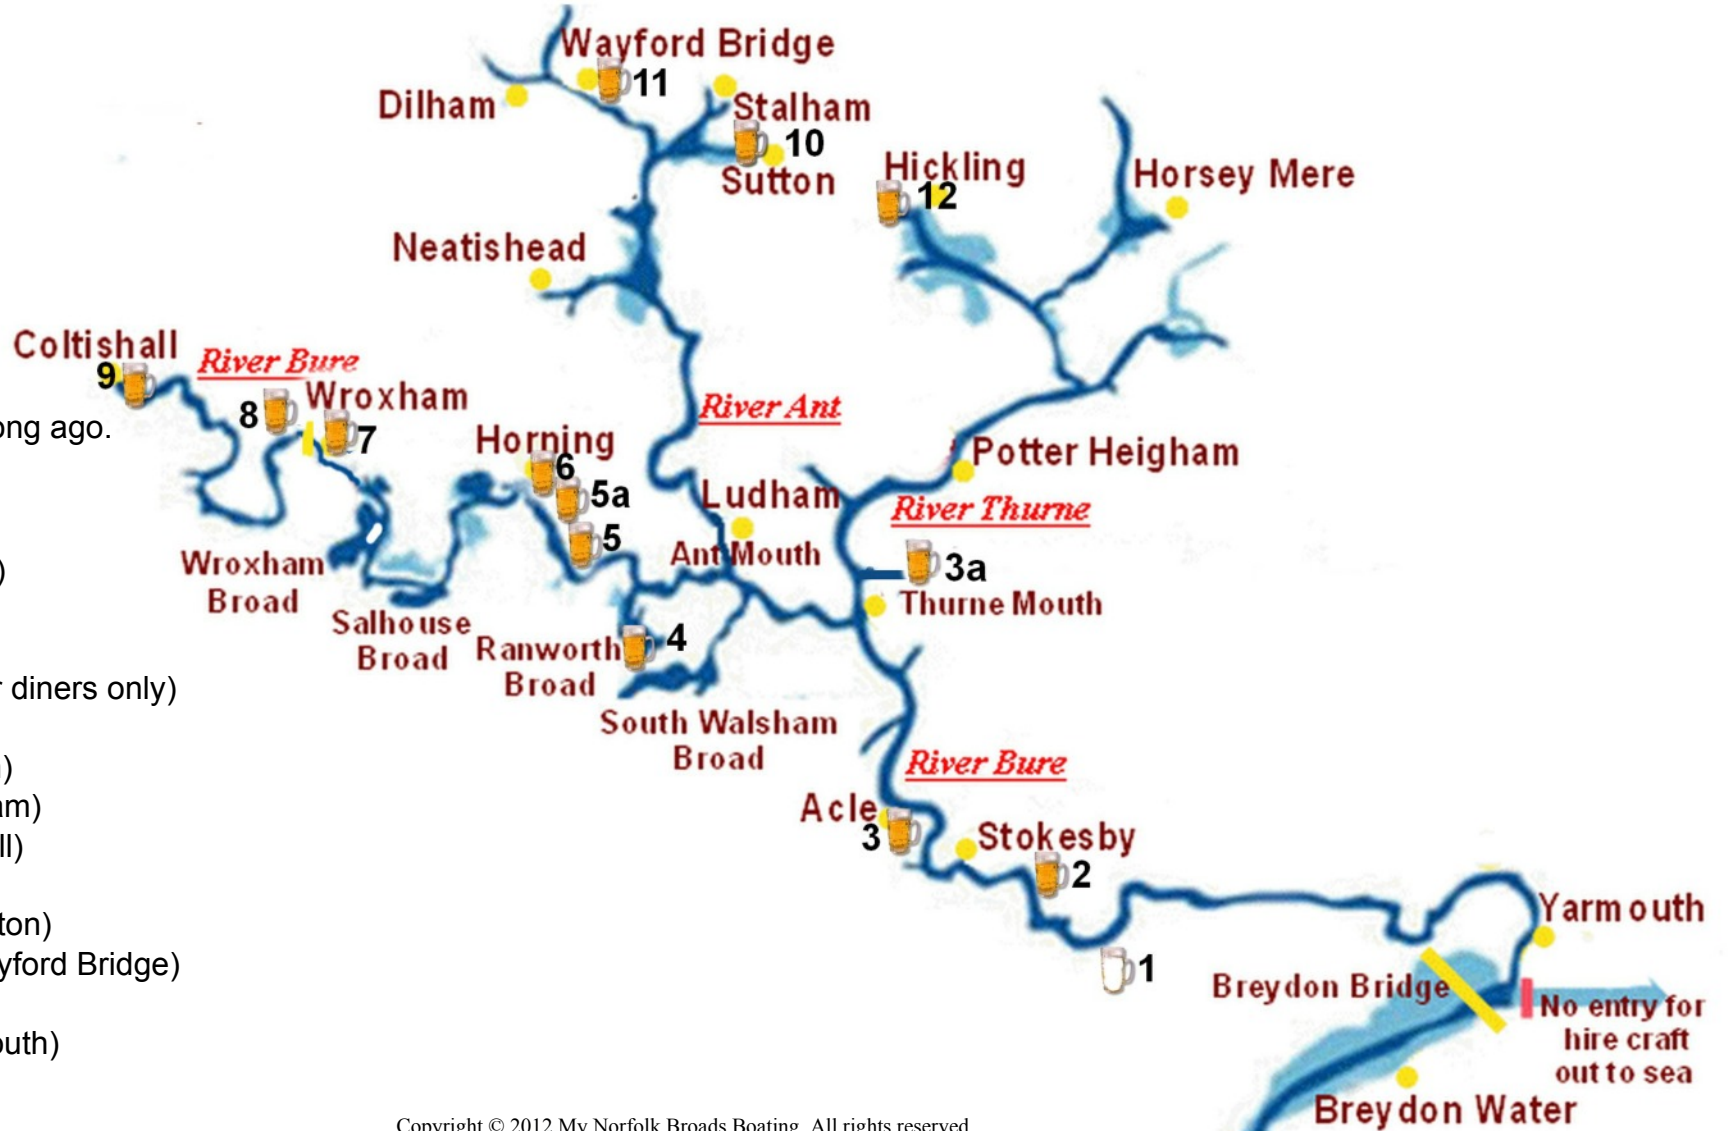 Wayford Bridge
11
Dilham
Stalham
10
Sutton
Hickling
12
Horsey Mere
Neatishead
Coltishall
9
River Bure
8
Wroxham
7
ong ago.
River Ant
Horning
6
5a
5
Potter Heigham
Ludham
River Thurne
Ant Mouth
3a
Thurne Mouth
)
Wroxham
Broad
Salhouse
Broad
Ranworth
Broad
4
r diners only)
South Walsham
Broad
River Bure
)
am)
ll)
Acle
3
Stokesby
2
ton)
yford Bridge)
1
Yarmouth
Breydon Bridge
No entry for
hire craft
out to sea
outh)
Breydon Water
Copyright © 2012 My Norfolk Broads Boating. All rights reserved